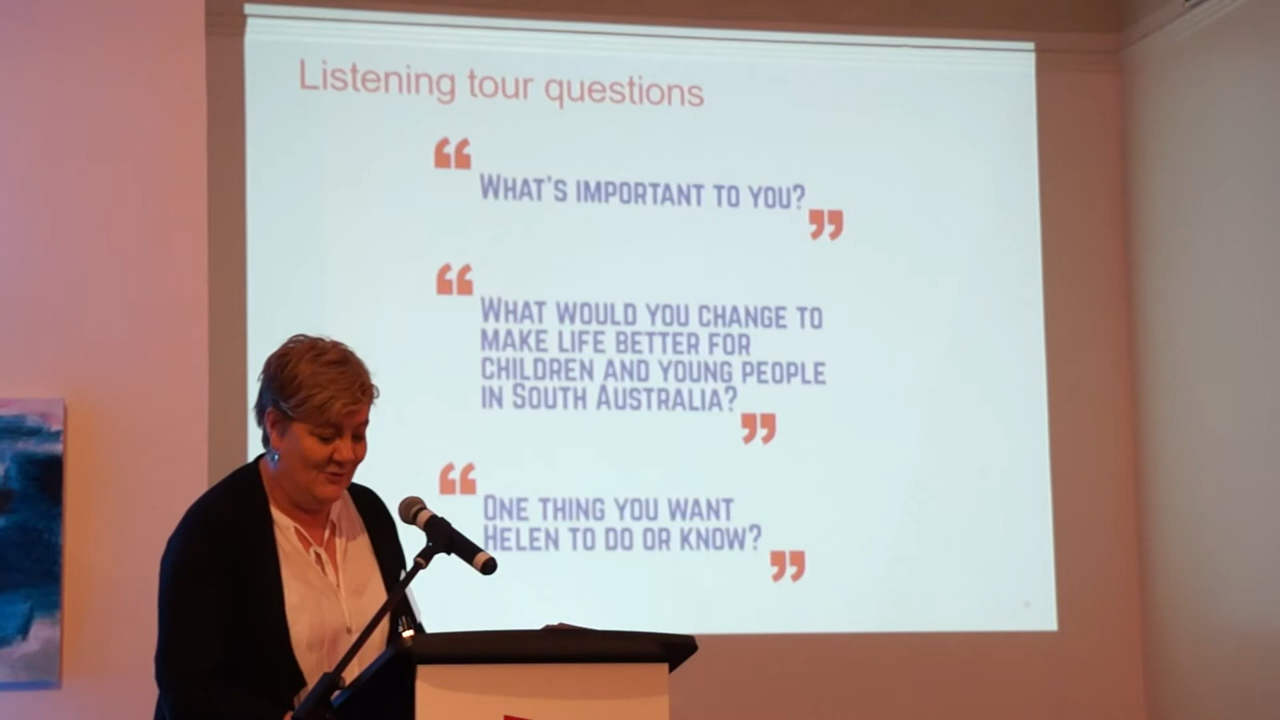 Listening tour questions
“
WHAT'S IMPORTANT TO YOU?
”
“
WHAT WOULD YOU CHANGE TO
MAKE LIFE BETTER FOR
CHILDREN AND YOUNG PEOPLE
IN SOUTH AUSTRALIA?
”
“
ONE THING YOU WANT
HELEN TO DO OR KNOW?
”